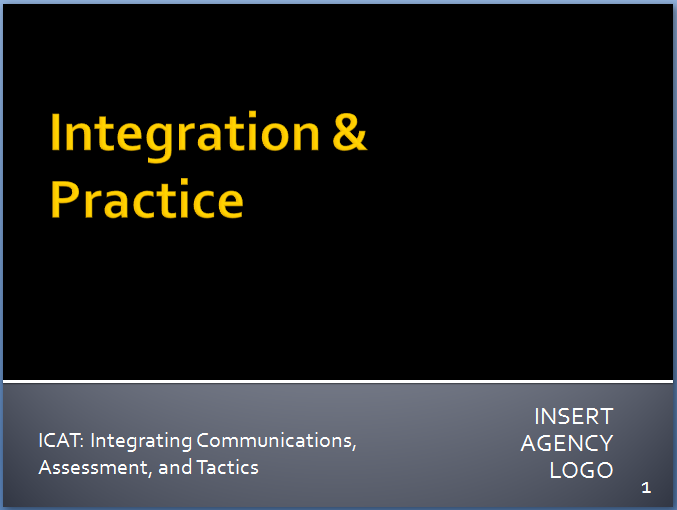 Integration &
Practice
ICAT: Integrating Communications,
Assessment, and Tactics
INSERT
AGENCY
LOGO
1